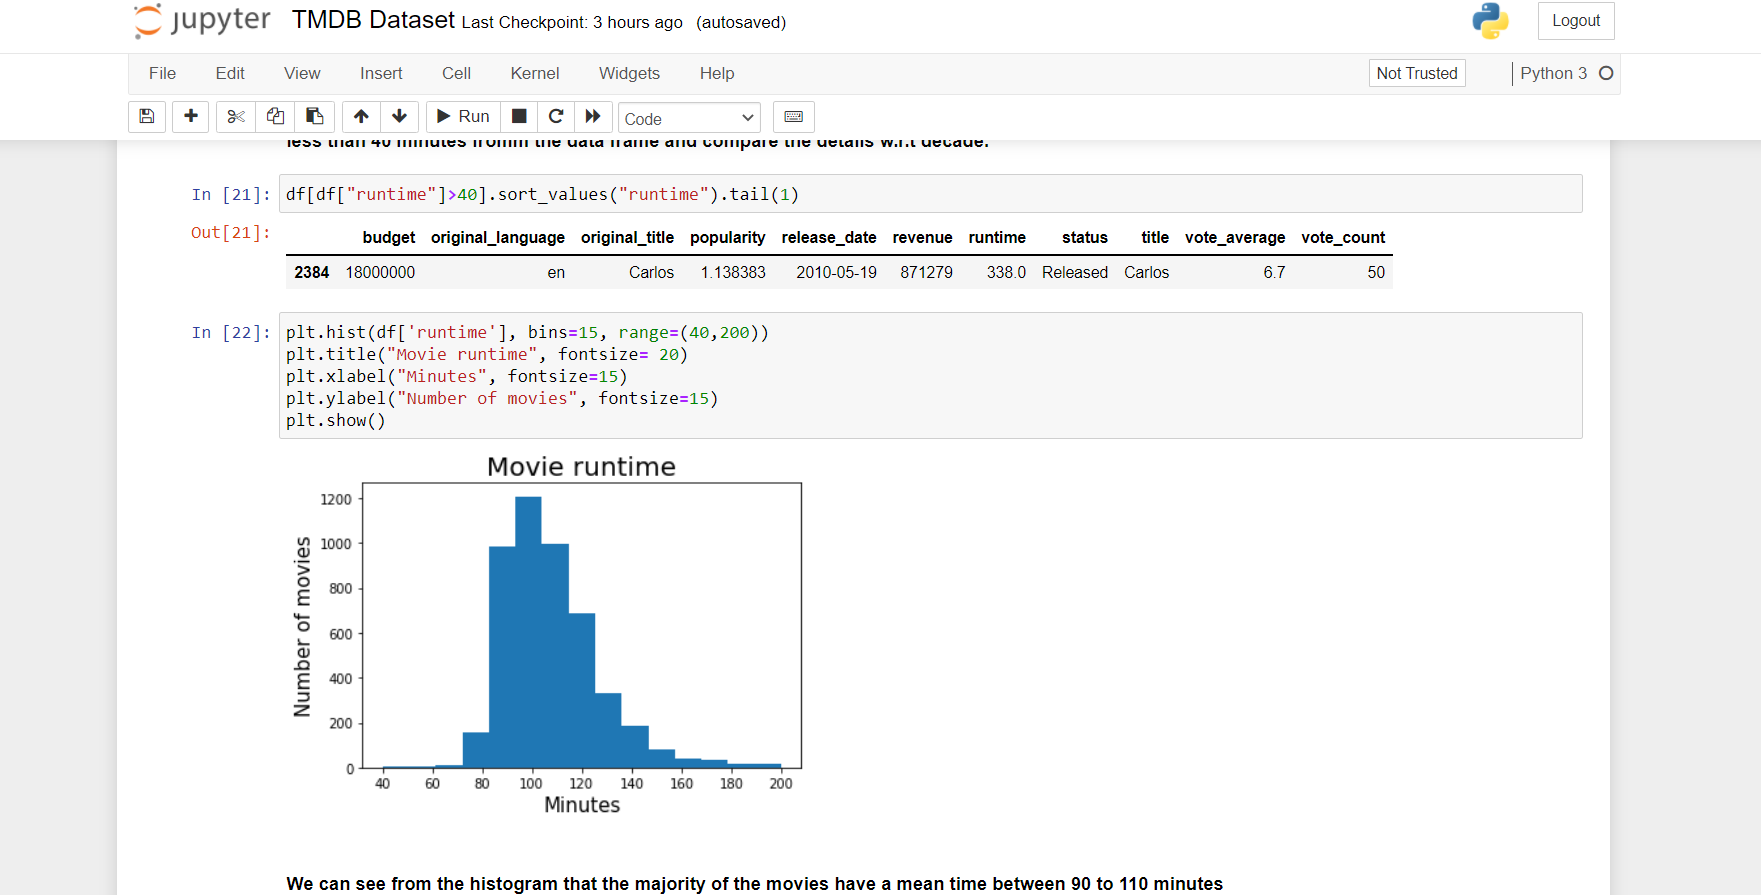 jupyter TMDB Dataset Last Checkpoint: 3 hours ago (autosaved) Logout
File Edit View Insert Cell Kernel Widgets Help Not Trusted Python 3
Run Code
less than 40 minutes fromm the data frame and compare the details w.r.t decade.
In [21]: df[df["runtime"]>40].sort_values("runtime").tail(1)
Out[21]:
budget original_language original_title popularity release_date revenue runtime status title vote_average vote_count
2384 18000000 en Carlos 1.138383 2010-05-19 871279 338.0 Released Carlos 6.7 50
In [22]: plt.hist(df['runtime'], bins=15, range=(40,200))
plt.title("Movie runtime", fontsize= 20)
plt.xlabel("Minutes", fontsize=15)
plt.ylabel("Number of movies", fontsize=15)
plt.show()
Movie runtime
Number of movies
1200
1000
800
600
400
200
0
40 60 80 100 120 140 160 180 200
Minutes
We can see from the histogram that the majority of the movies have a mean time between 90 to 110 minutes